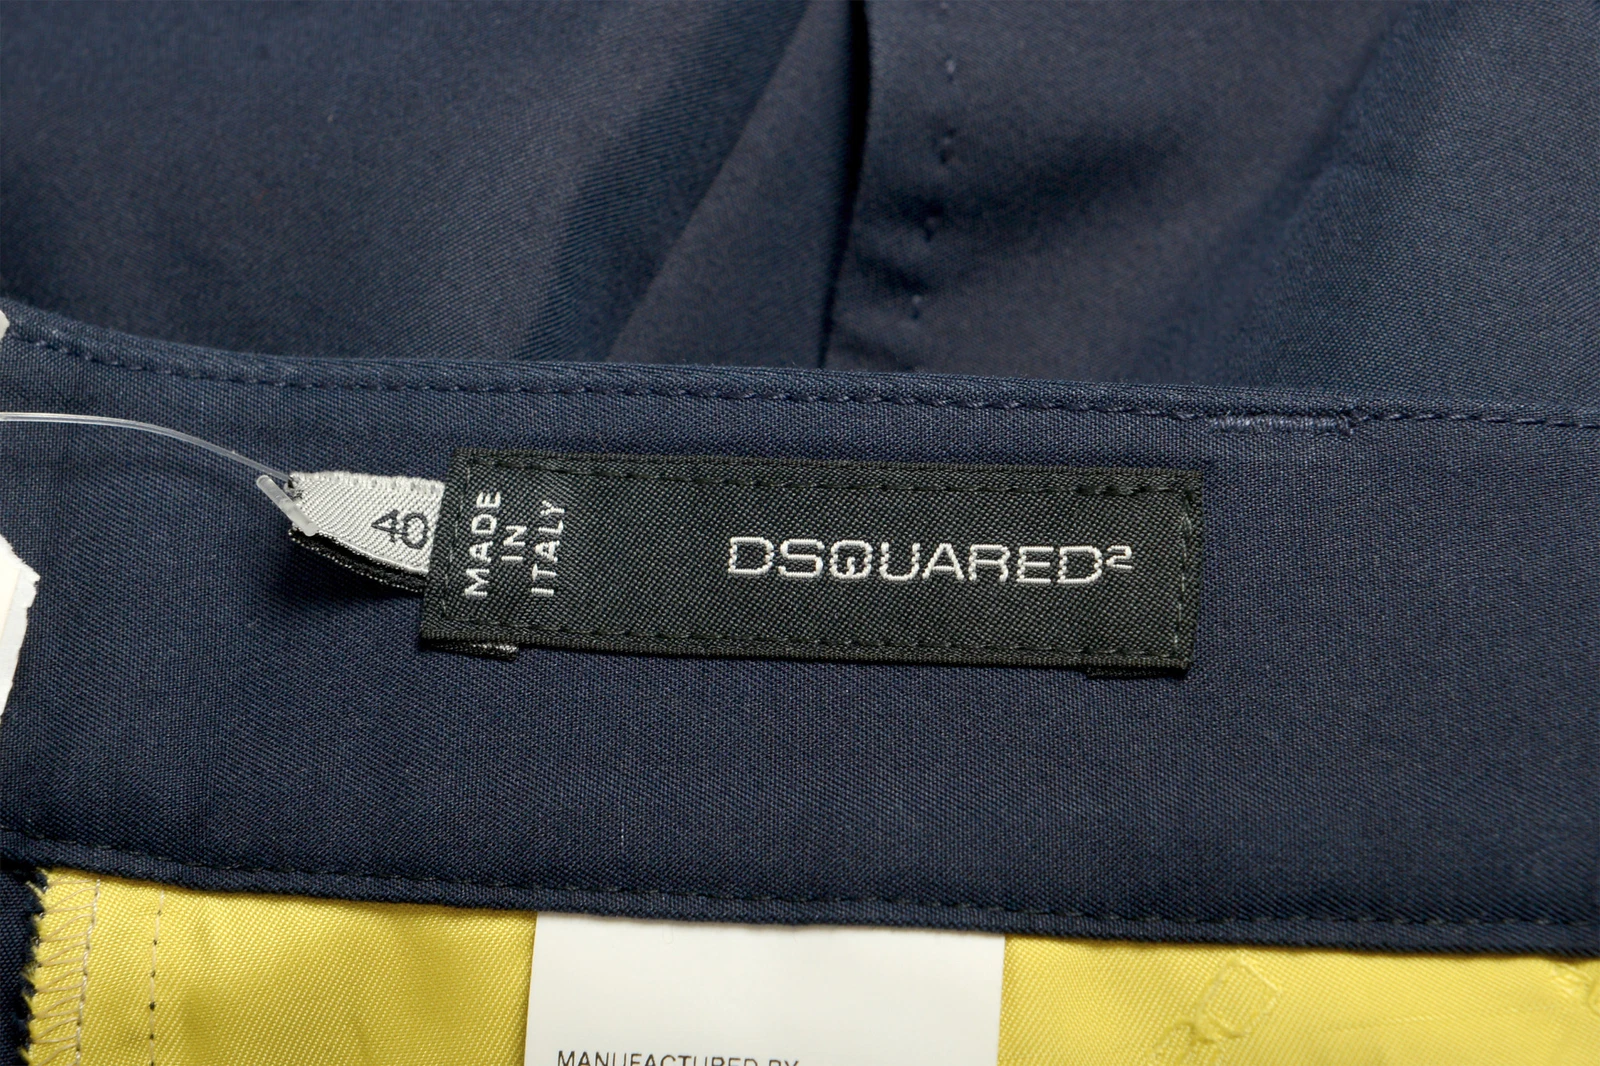 40
MADE
IN
ITALY
DSQUARED2
MANUFACTURED BY